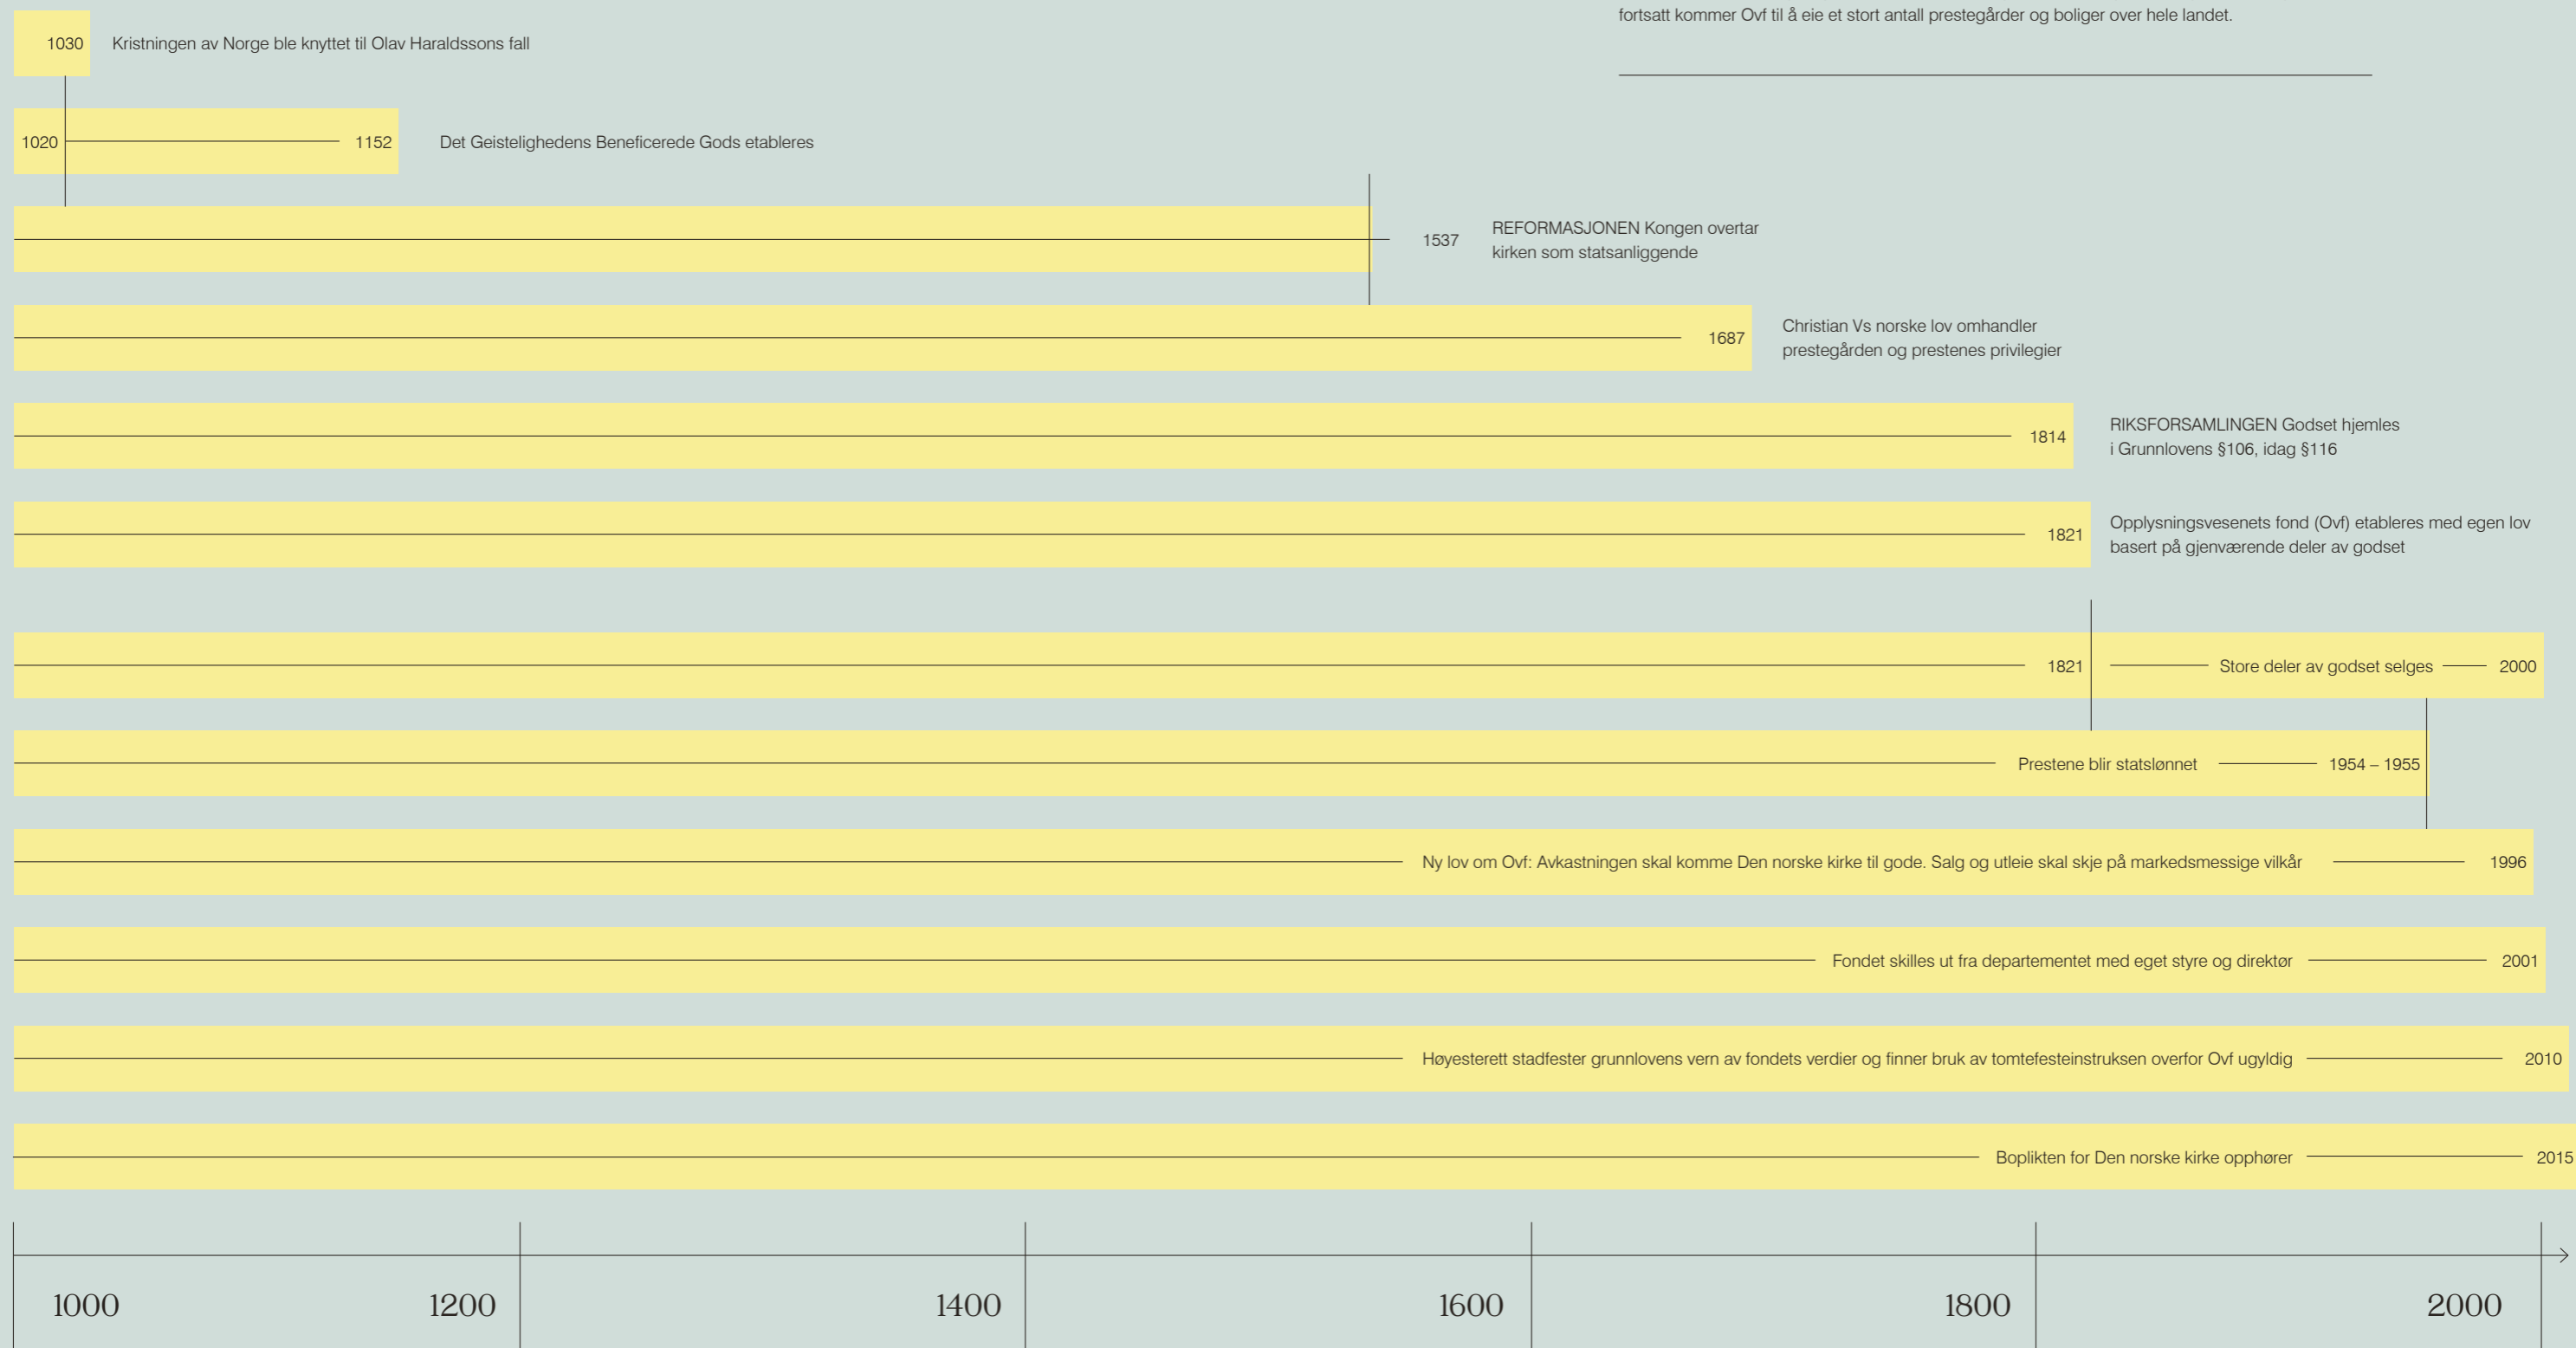 fortsatt kommer Ovf til å eie et stort antall prestegårder og boliger over hele landet.
1030 Kristningen av Norge ble knyttet til Olav Haraldssons fall
1020 1152 Det Geistelighedens Beneficerede Gods etableres
1537 REFORMASJONEN Kongen overtar
kirken som statsanliggende
1687 Christian Vs norske lov omhandler
prestegården og prestenes privilegier
1814 RIKSFORSAMLINGEN Godset hjemles
i Grunnlovens §106, idag §116
1821 Opplysningsvesenets fond (Ovf) etableres med egen lov
basert på gjenværende deler av godset
1821 Store deler av godset selges 2000
Prestene blir statslønnet 1954 – 1955
Ny lov om Ovf: Avkastningen skal komme Den norske kirke til gode. Salg og utleie skal skje på markedsmessige vilkår 1996
Fondet skilles ut fra departementet med eget styre og direktør 2001
Høyesterett stadfester grunnlovens vern av fondets verdier og finner bruk av tomtefesteinstruksen overfor Ovf ugyldig 2010
Boplikten for Den norske kirke opphører 2015
1000 1200 1400 1600 1800 2000